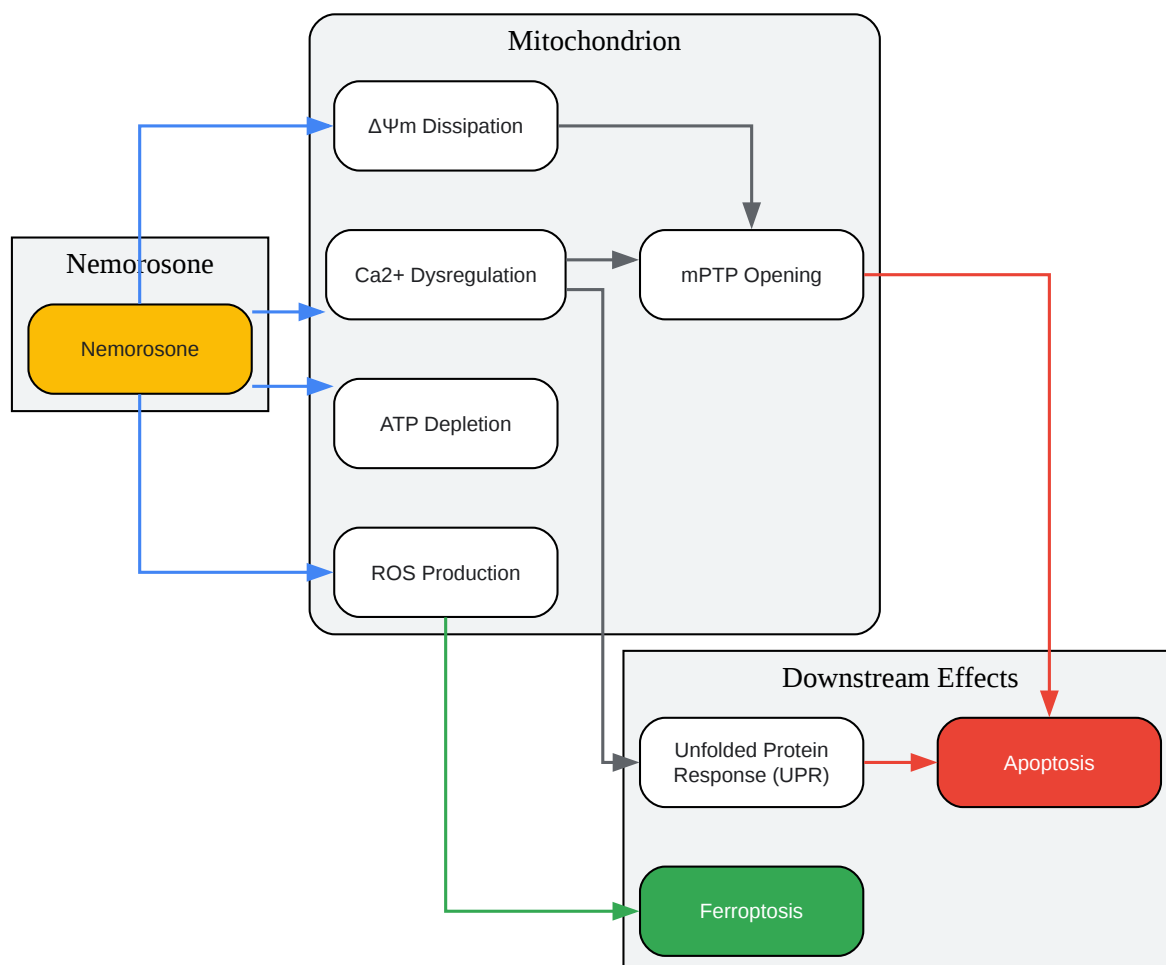 Mitochondrion
ΔΨm Dissipation
Nemorosone
Ca2+ Dysregulation
mPTP Opening
Nemorosone
ATP Depletion
ROS Production
Downstream Effects
Unfolded Protein
Response (UPR)
Apoptosis
Ferroptosis